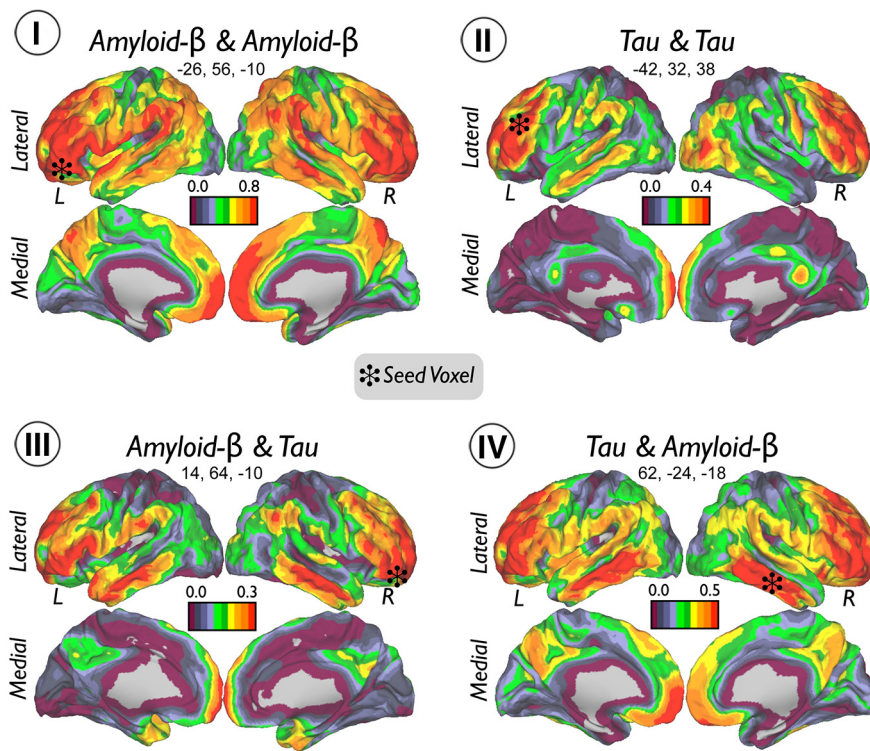 I
Amyloid-β & Amyloid-β
-26, 56, -10
Lateral
L
0.0 0.8
R
Medial
II
Tau & Tau
-42, 32, 38
Lateral
L
0.0 0.4
R
Medial
Seed Voxel
III
Amyloid-β & Tau
14, 64, -10
Lateral
L
0.0 0.3
R
Medial
IV
Tau & Amyloid-β
62, -24, -18
Lateral
L
0.0 0.5
R
Medial